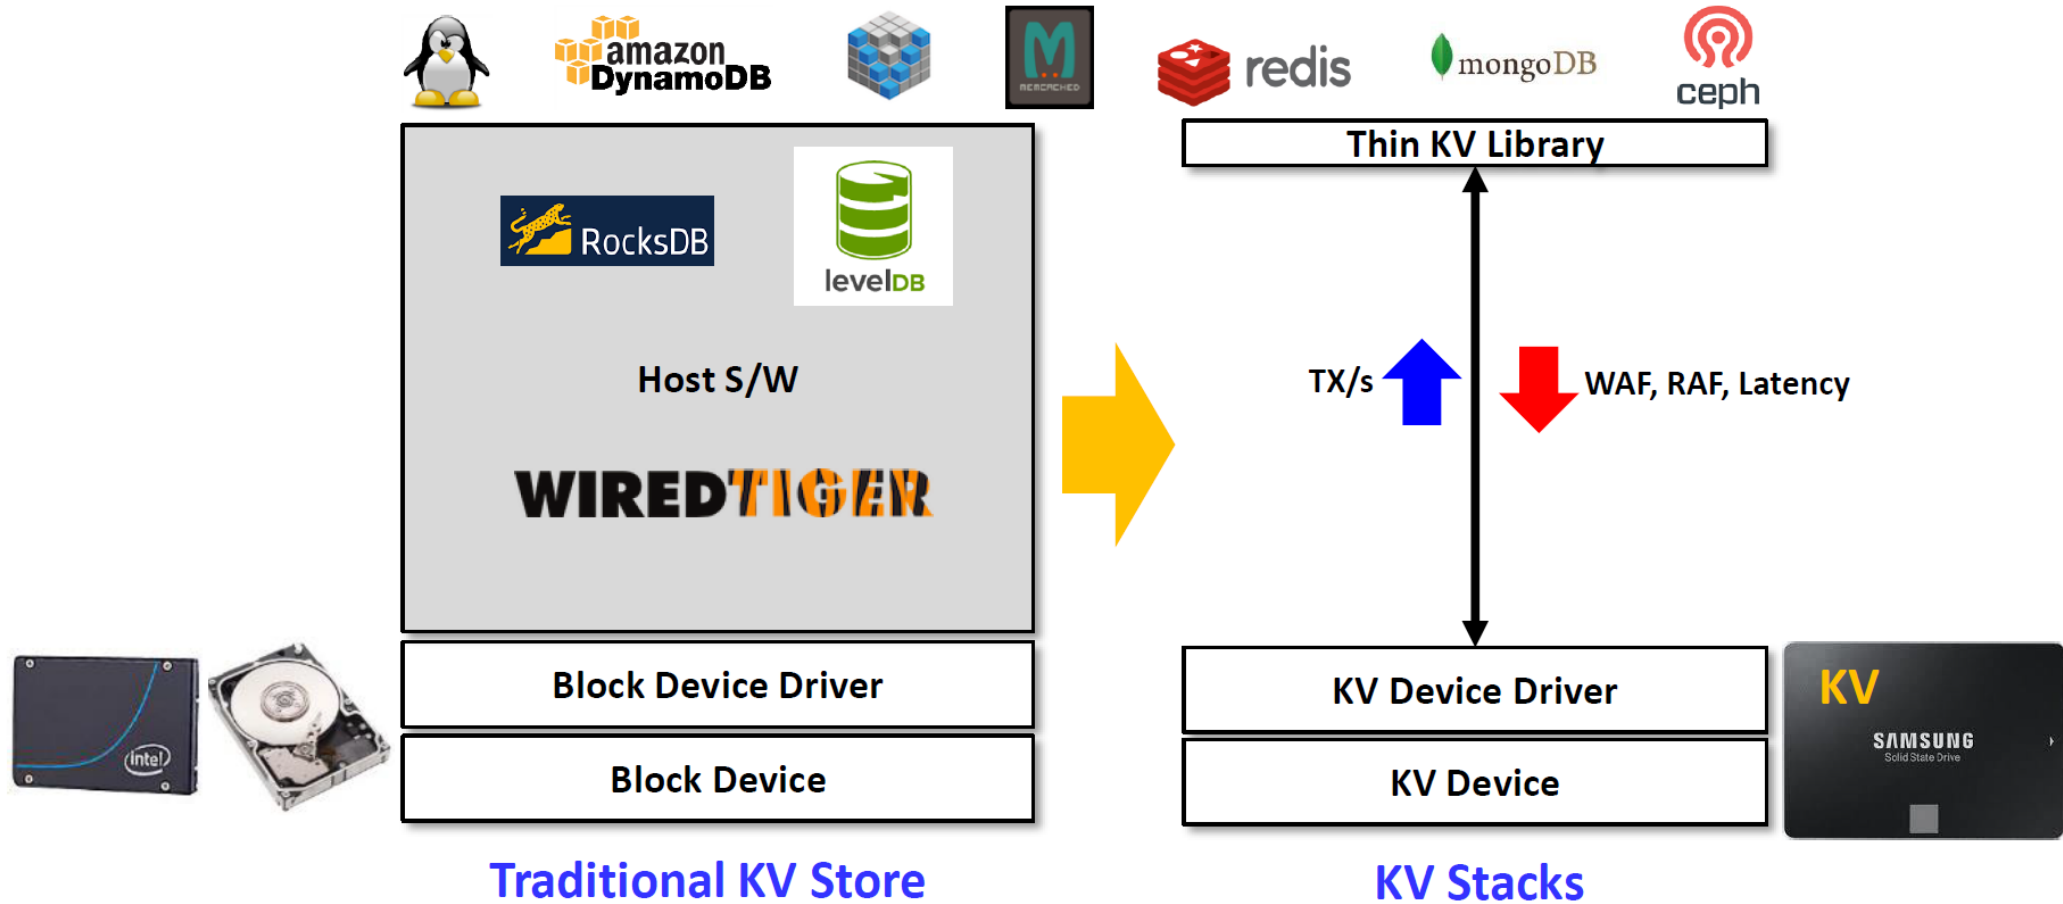 amazon
DynamoDB
MEMCACHED
redis
mongoDB
ceph
Thin KV Library
RocksDB
levelDB
Host S/W
TX/s
WAF, RAF, Latency
WIREDTIGER
Block Device Driver
KV Device Driver
KV
SAMSUNG
Solid State Drive
intel
Block Device
KV Device
Traditional KV Store
KV Stacks